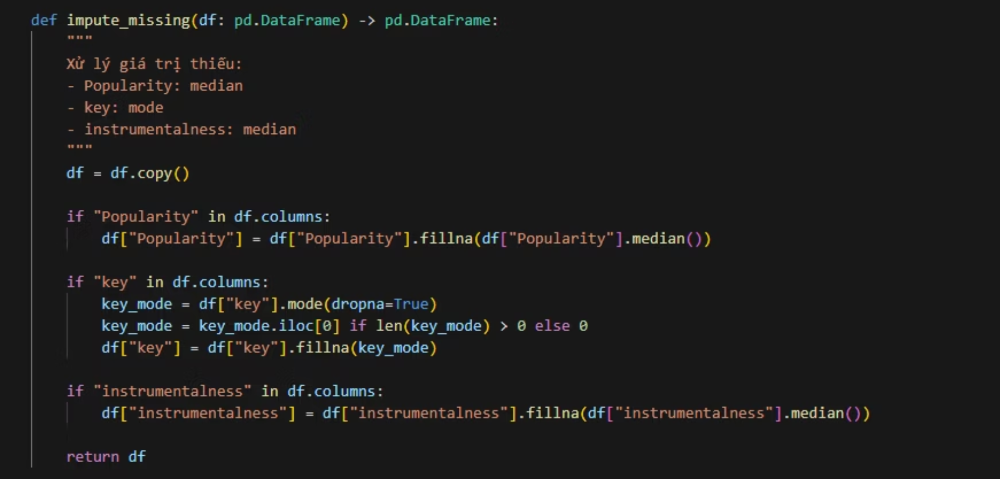 def impute_missing(df: pd.DataFrame) -> pd.DataFrame:
"""
Xử lý giá trị thiếu:
- Popularity: median
- key: mode
- instrumentalness: median
"""
df = df.copy()
if "Popularity" in df.columns:
df["Popularity"] = df["Popularity"].fillna(df["Popularity"].median())
if "key" in df.columns:
key_mode = df["key"].mode(dropna=True)
key_mode = key_mode.iloc[0] if len(key_mode) > 0 else 0
df["key"] = df["key"].fillna(key_mode)
if "instrumentalness" in df.columns:
df["instrumentalness"] = df["instrumentalness"].fillna(df["instrumentalness"].median())
return df